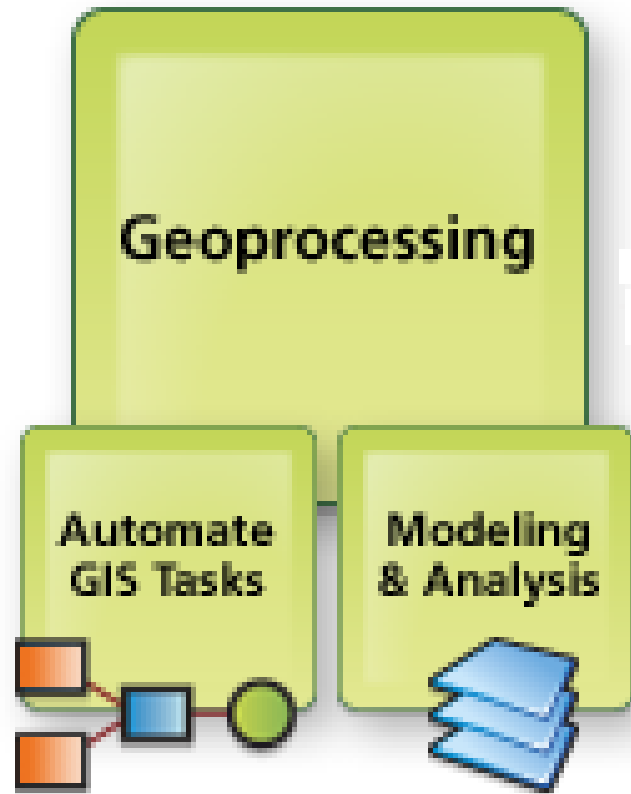 Geoprocessing
Automate
GIS Tasks
Modeling
& Analysis